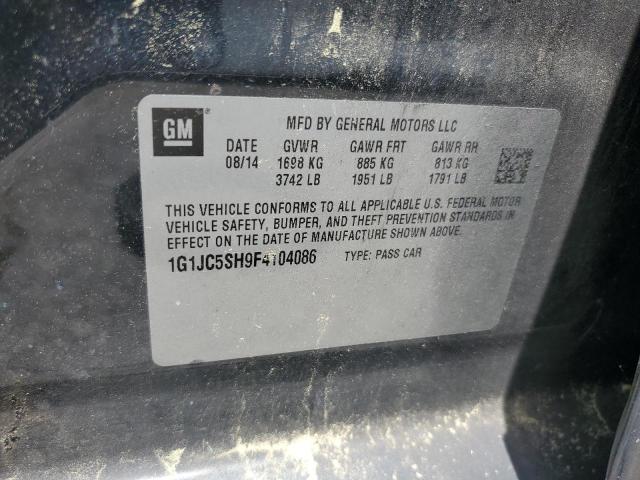 GM
MFD BY GENERAL MOTORS LLC
DATE GVWR GAWR FRT GAWR RR
08/14 1698 KG 885 KG 813 KG
3742 LB 1951 LB 1791 LB
THIS VEHICLE CONFORMS TO ALL APPLICABLE U.S. FEDERAL MOTOR
VEHICLE SAFETY, BUMPER, AND THEFT PREVENTION STANDARDS IN
EFFECT ON THE DATE OF MANUFACTURE SHOWN ABOVE.
1G1JC5SH9F4104086 TYPE: PASS CAR